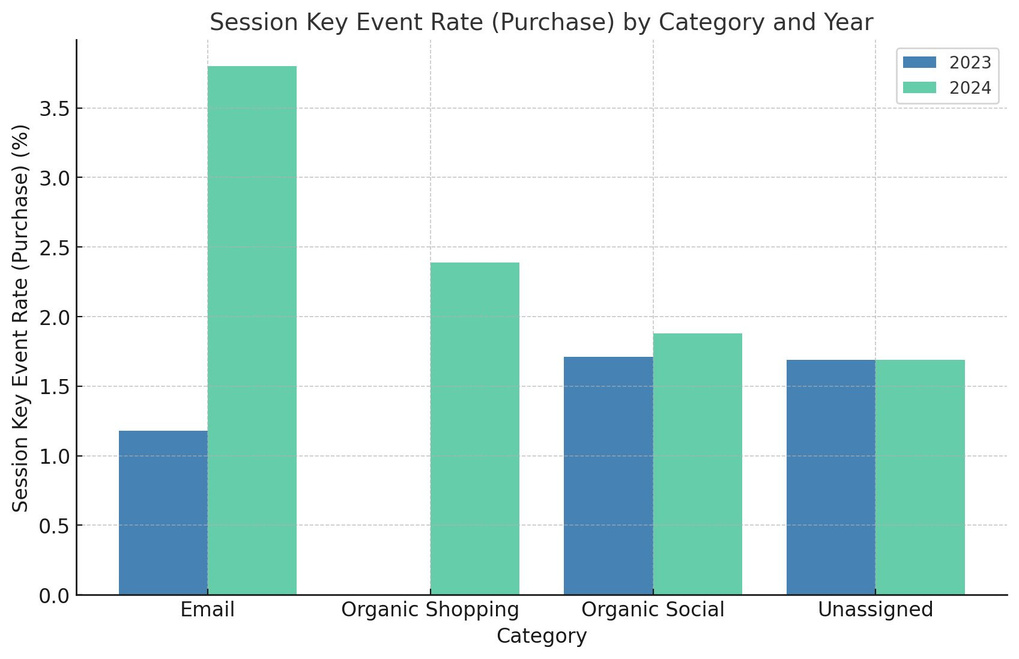 Session Key Event Rate (Purchase) by Category and Year
2023
2024
Session Key Event Rate (Purchase) (%)
3.5
3.0
2.5
2.0
1.5
1.0
0.5
0.0
Email Organic Shopping Organic Social Unassigned
Category